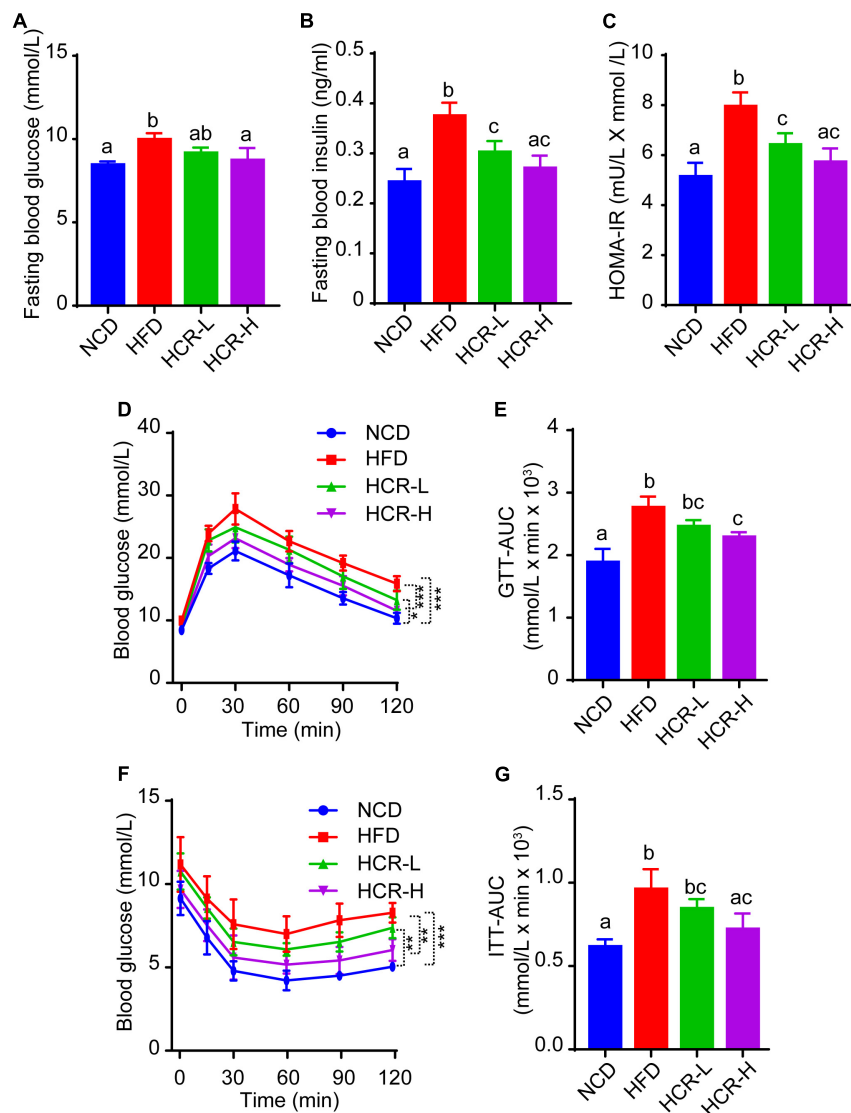 A
Fasting blood glucose (mmol/L)
15
10
5
0
a
b
ab
a
NCD
HFD
HCR-L
HCR-H
B
Fasting blood insulin (ng/ml)
0.5
0.4
0.3
0.2
0.1
0
a
b
c
ac
NCD
HFD
HCR-L
HCR-H
C
HOMA-IR (mU/L X mmol /L)
10
8
6
4
2
0
a
b
c
ac
NCD
HFD
HCR-L
HCR-H
D
Blood glucose (mmol/L)
40
30
20
10
0
NCD
HFD
HCR-L
HCR-H
*
***
***
0 30 60 90 120
Time (min)
E
GTT-AUC
(mmol/L x min x 10³)
4
3
2
1
0
a
b
bc
c
NCD
HFD
HCR-L
HCR-H
F
Blood glucose (mmol/L)
15
10
5
0
NCD
HFD
HCR-L
HCR-H
**
**
***
0 30 60 90 120
Time (min)
G
ITT-AUC
(mmol/L x min x 10³)
1.5
1.0
0.5
0.0
a
b
bc
ac
NCD
HFD
HCR-L
HCR-H